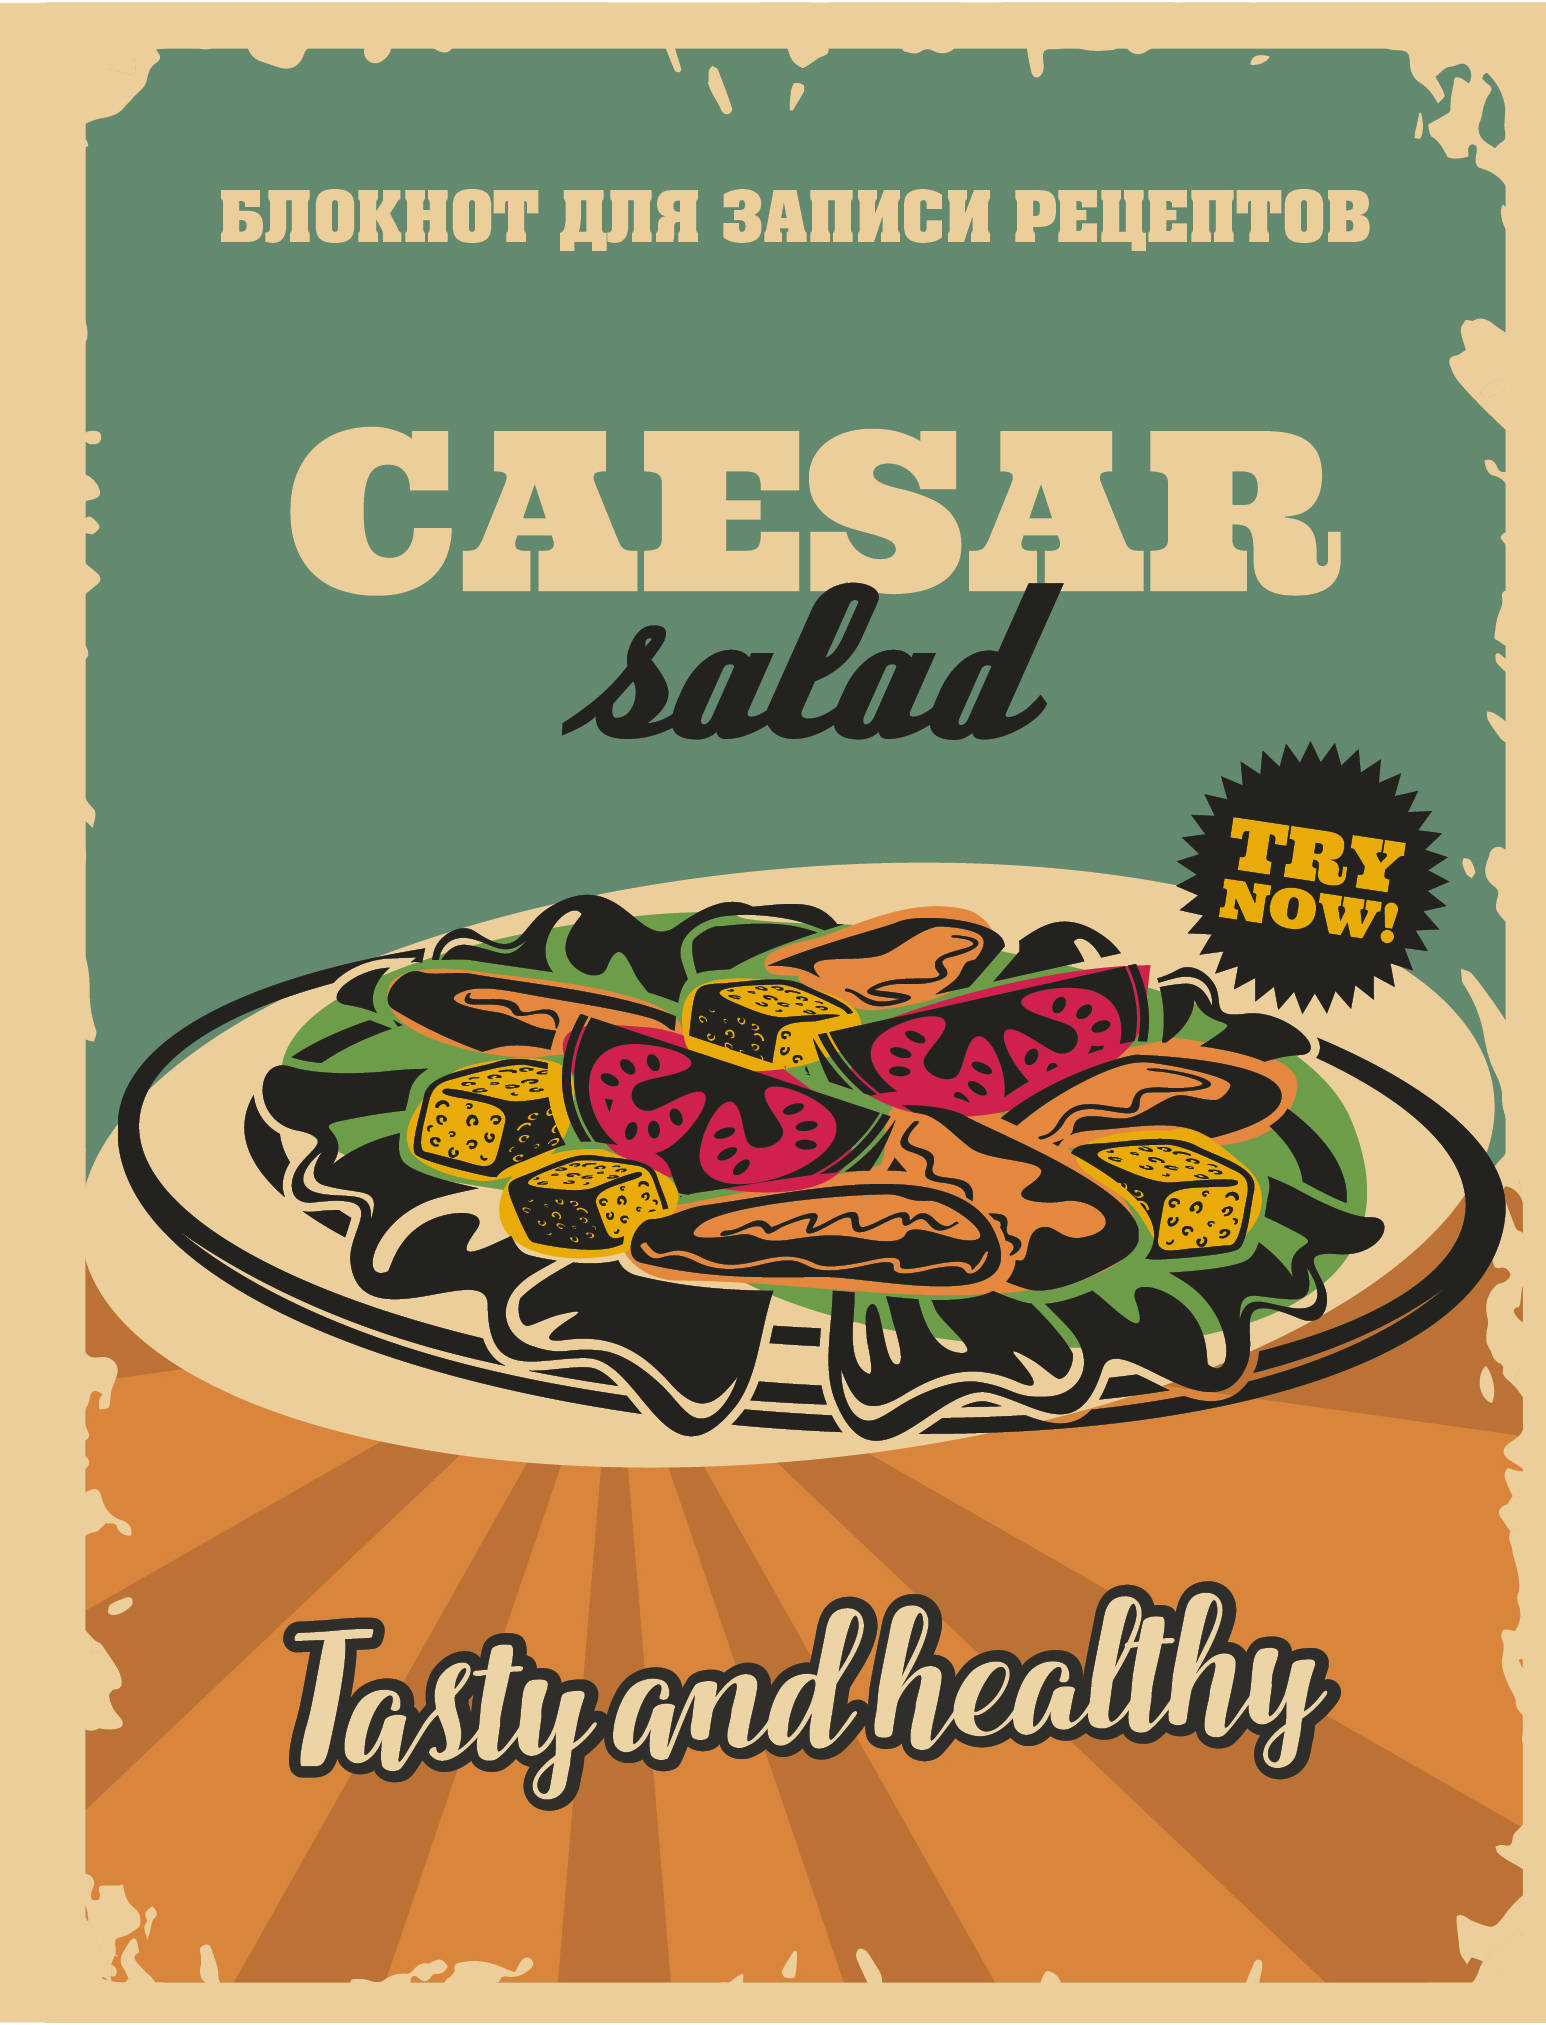 БЛОКНОТ ДЛЯ ЗАПИСИ РЕЦЕПТОВ
CAESAR
salad
TRY
NOW!
Tasty and healthy